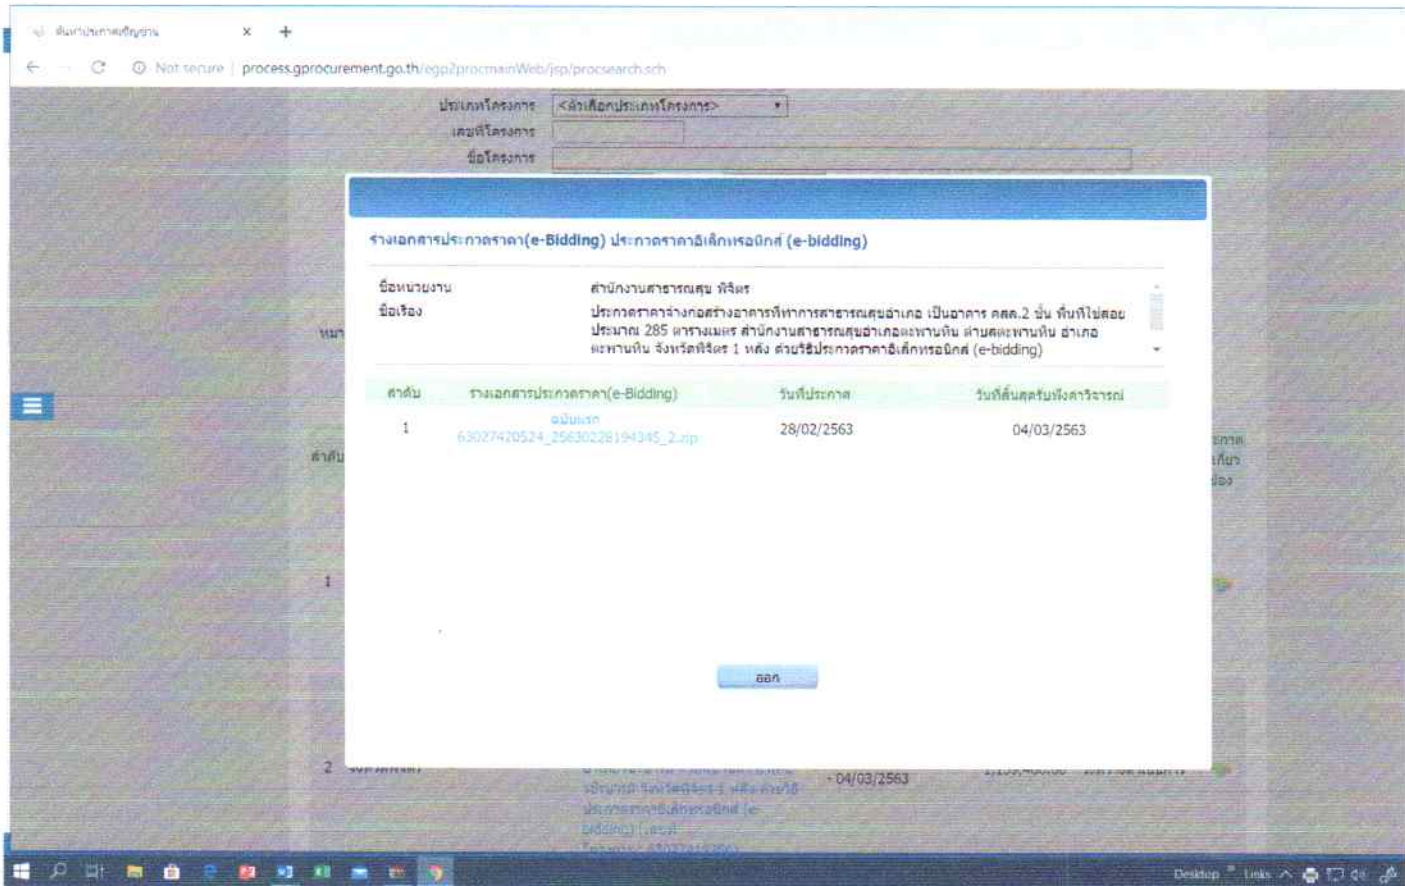 ค้นหาประกาศเชิญชวน
Not secure | process.gprocurement.go.th/egp2procmainWeb/jsp/procsearch.sch
ประเภทโครงการ <ตัวเลือกประเภทโครงการ>
เลขที่โครงการ
ชื่อโครงการ
ร่างเอกสารประกวดราคา(e-Bidding) ประกวดราคาอิเล็กทรอนิกส์ (e-bidding)
ชื่อหน่วยงาน สำนักงานสาธารณสุข พิจิตร
ชื่อเรื่อง ประกวดราคาจ้างก่อสร้างอาคารที่ทำการสาธารณสุขอำเภอ เป็นอาคาร คสล.2 ชั้น พื้นที่ใช้สอย
ประมาณ 285 ตารางเมตร สำนักงานสาธารณสุขอำเภอตะพานหิน ตำบลตะพานหิน อำเภอ
ตะพานหิน จังหวัดพิจิตร 1 หลัง ด้วยวิธีประกวดราคาอิเล็กทรอนิกส์ (e-bidding)
หมา
ลำดับ ร่างเอกสารประกวดราคา(e-Bidding) วันที่ประกาศ วันที่สิ้นสุดรับฟังคำวิจารณ์
ฉบับแรก
1 63027420524_25630228194345_2.zip 28/02/2563 04/03/2563
ลำดับ
1
ออก
2 - 04/03/2563
Desktop Links